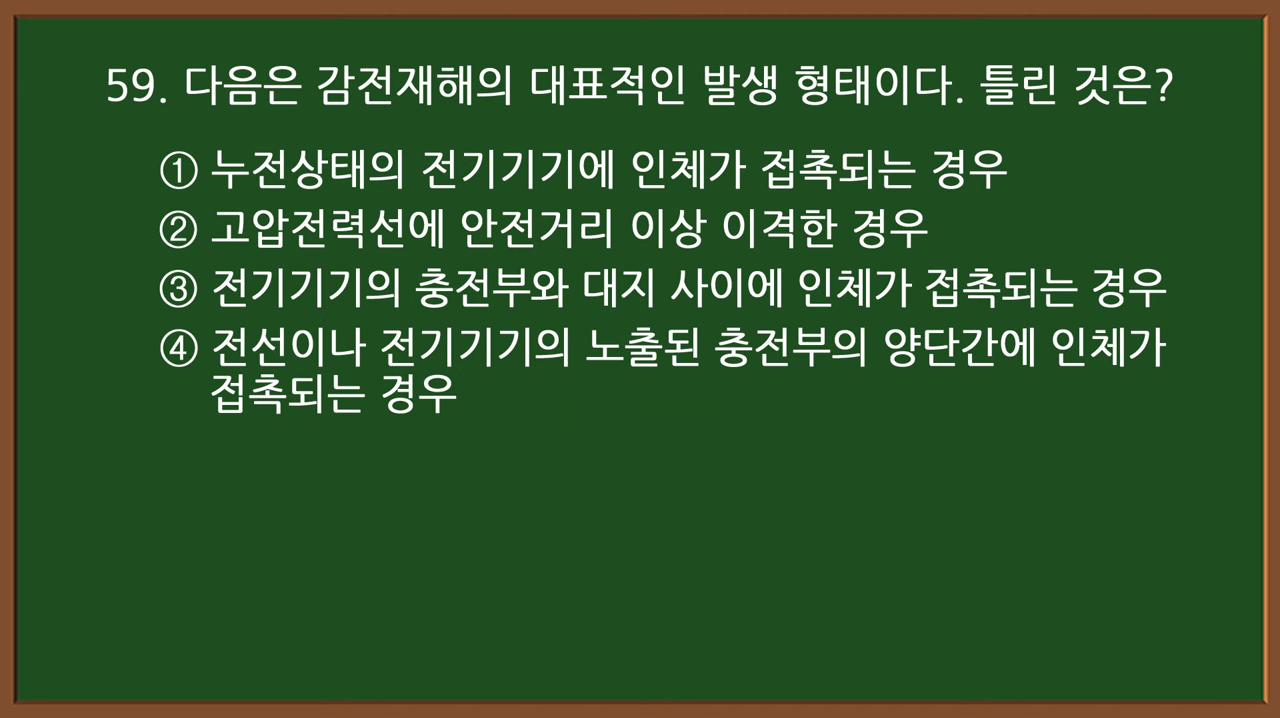 59. 다음은 감전재해의 대표적인 발생 형태이다. 틀린 것은?
① 누전상태의 전기기기에 인체가 접촉되는 경우
② 고압전력선에 안전거리 이상 이격한 경우
③ 전기기기의 충전부와 대지 사이에 인체가 접촉되는 경우
④ 전선이나 전기기기의 노출된 충전부의 양단간에 인체가
접촉되는 경우